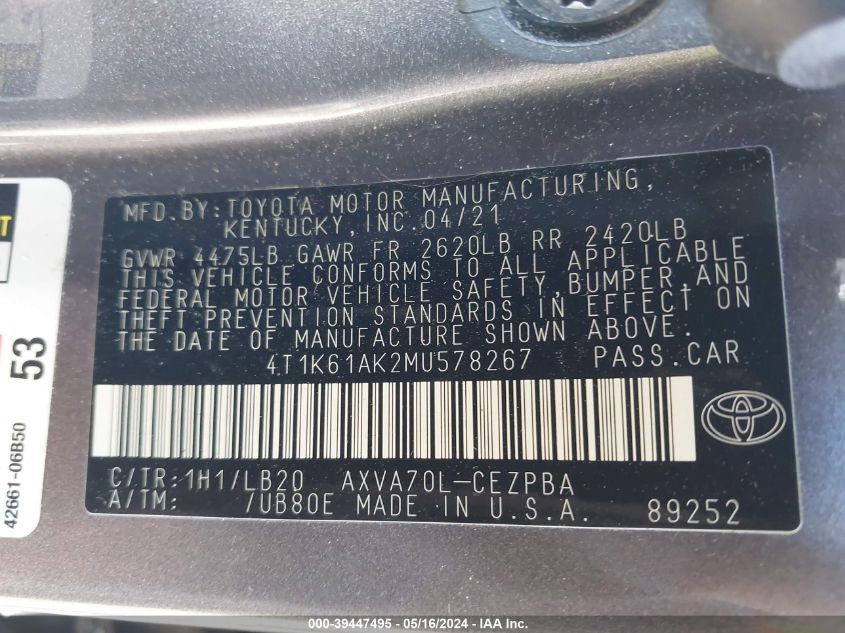 MFD. BY: TOYOTA MOTOR MANUFACTURING,
KENTUCKY, INC. 04/21
GVWR 4475LB GAWR FR 2620LB RR 2420LB
THIS VEHICLE CONFORMS TO ALL APPLICABLE
FEDERAL MOTOR VEHICLE SAFETY, BUMPER, AND
THEFT PREVENTION STANDARDS IN EFFECT ON
THE DATE OF MANUFACTURE SHOWN ABOVE.
4T1K61AK2MU578267 PASS. CAR
C/TR: 1H1/LB20 AXVA70L-CEZPBA
A/TM: /UB80E MADE IN U.S.A. 89252
53
42661-06B50
000-39447495 - 05/16/2024 - IAA Inc.